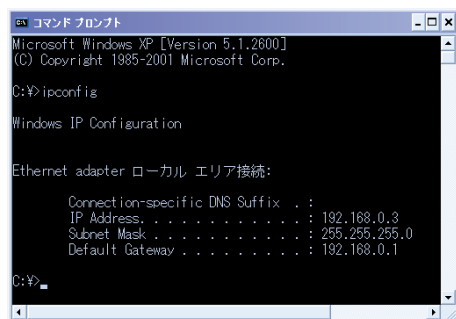 コマンド プロンプト
Microsoft Windows XP [Version 5.1.2600]
(C) Copyright 1985-2001 Microsoft Corp.
C:¥>ipconfig
Windows IP Configuration
Ethernet adapter ローカル エリア接続:
Connection-specific DNS Suffix . :
IP Address. . . . . . . . . . . . : 192.168.0.3
Subnet Mask . . . . . . . . . . . : 255.255.255.0
Default Gateway . . . . . . . . . : 192.168.0.1
C:¥>_